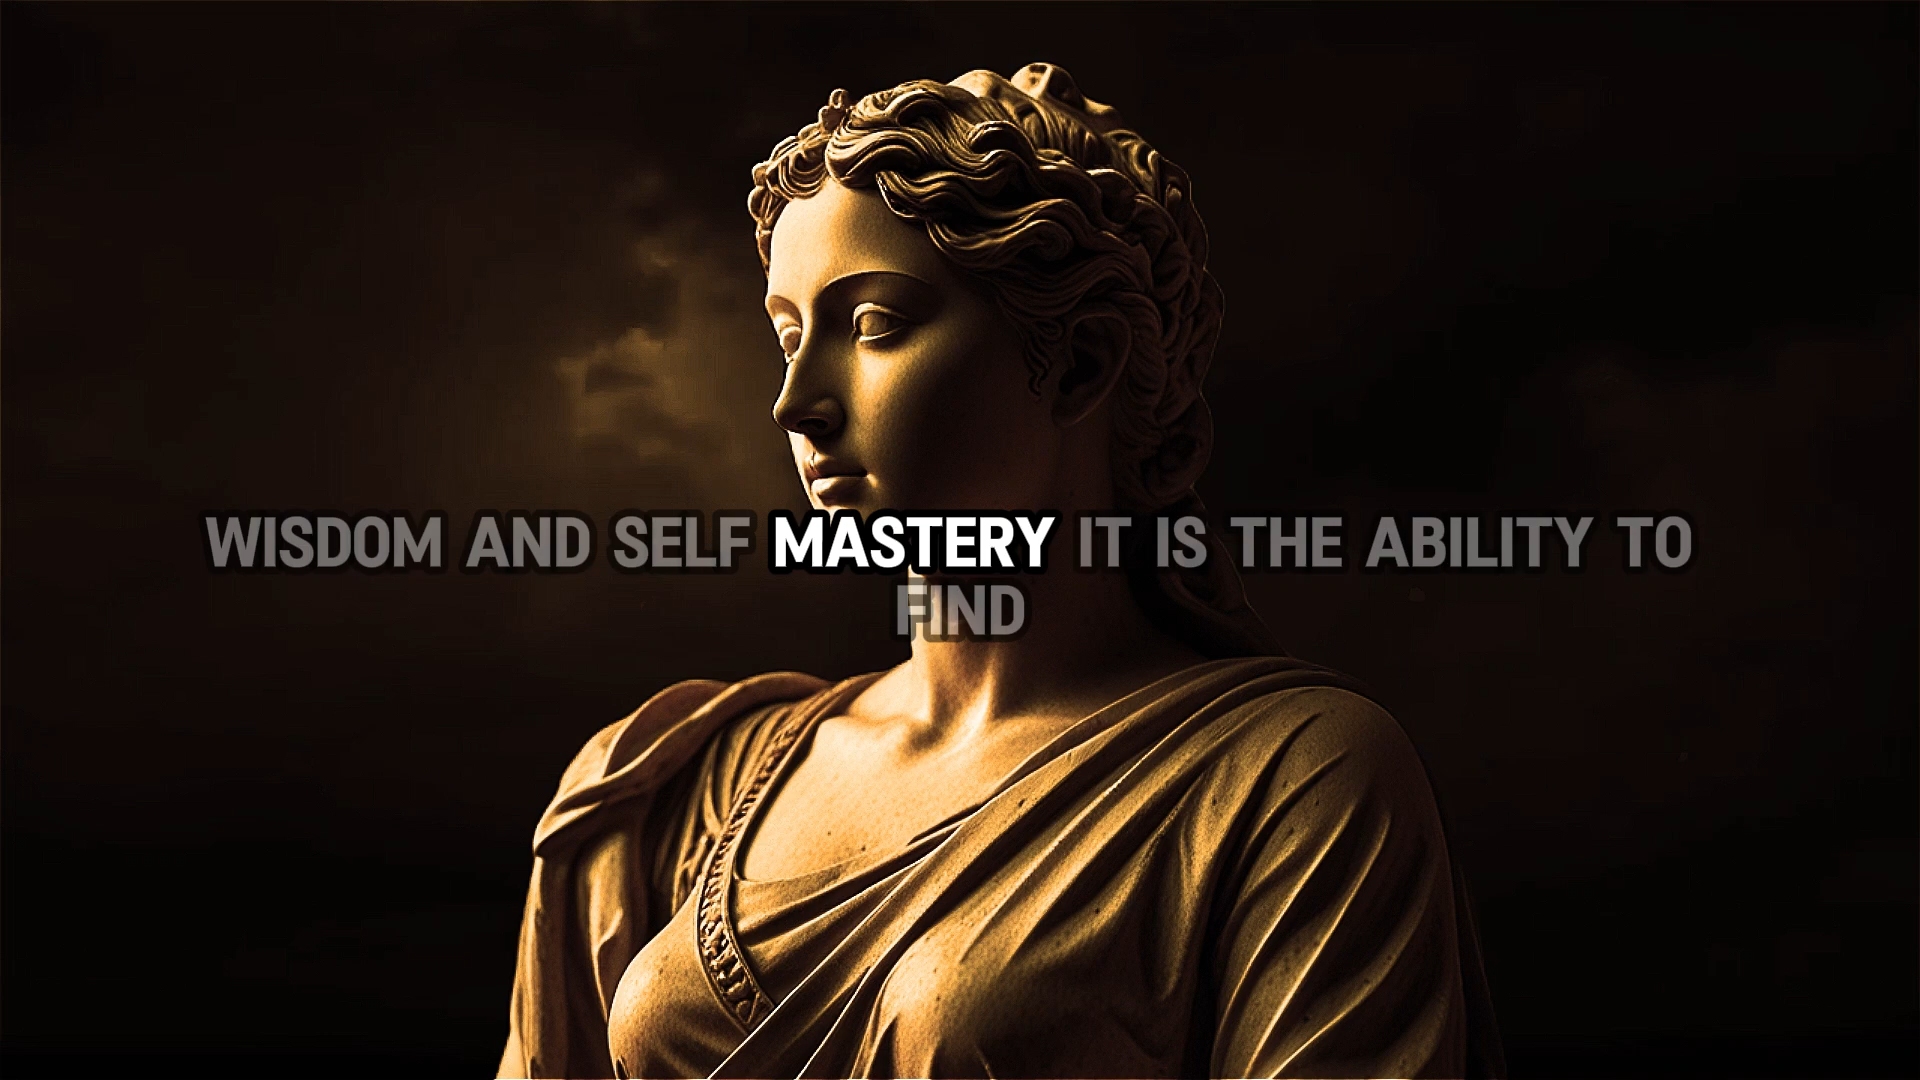 WISDOM AND SELF MASTERY IT IS THE ABILITY TO
FIND